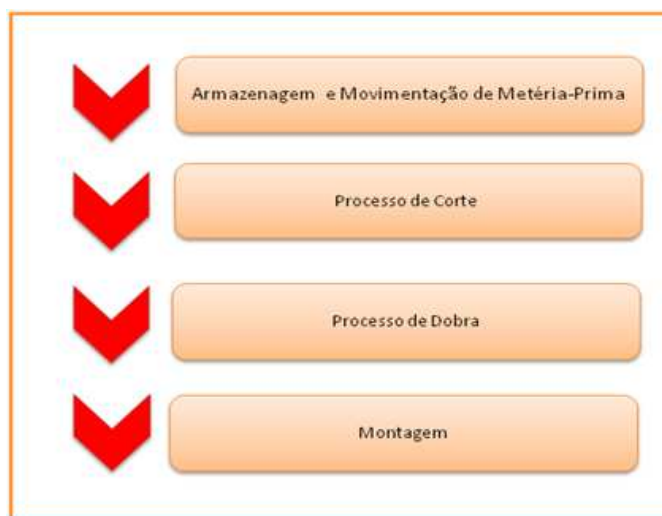 Armazenagem e Movimentação de Metéria-Prima
Processo de Corte
Processo de Dobra
Montagem